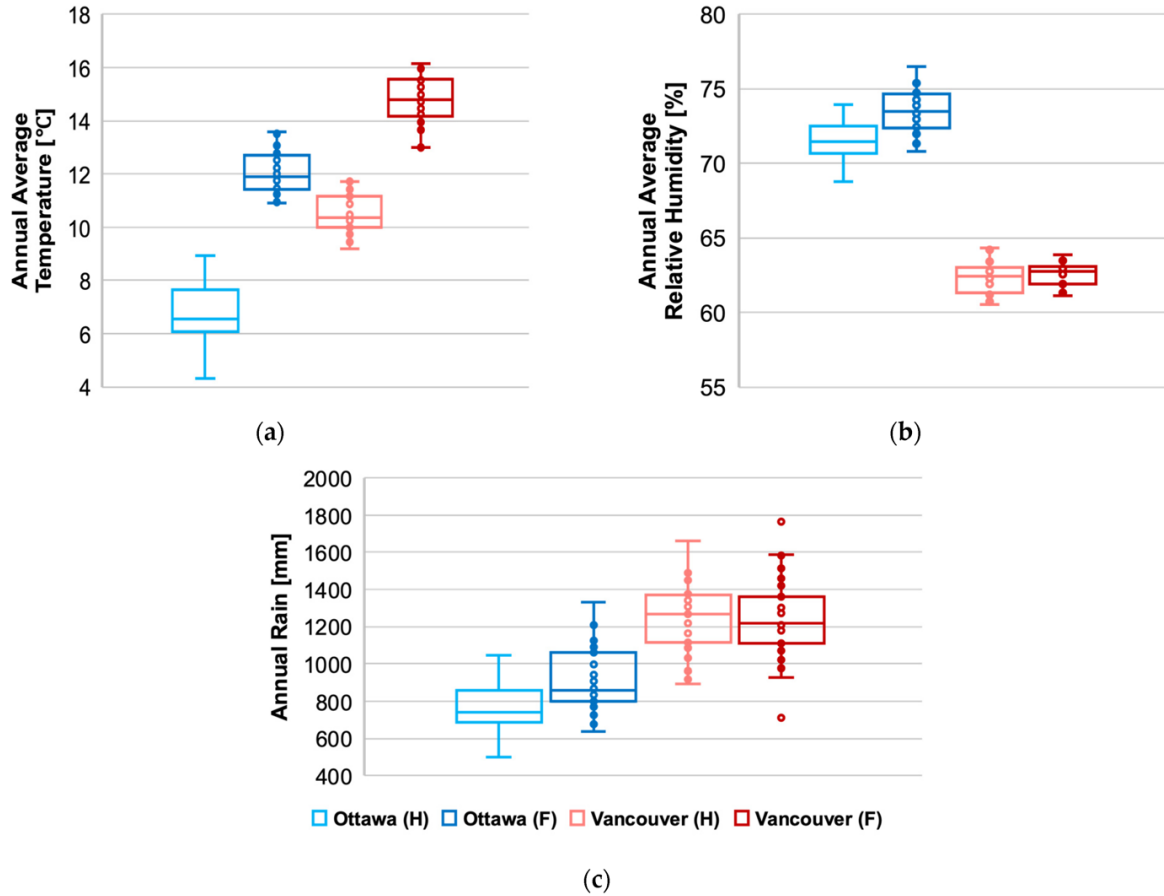 Annual Average
Temperature [°C]
18
16
14
12
10
8
6
4
(a)
Annual Average
Relative Humidity [%]
80
75
70
65
60
55
(b)
Annual Rain [mm]
2000
1800
1600
1400
1200
1000
800
600
400
Ottawa (H) Ottawa (F) Vancouver (H) Vancouver (F)
(c)